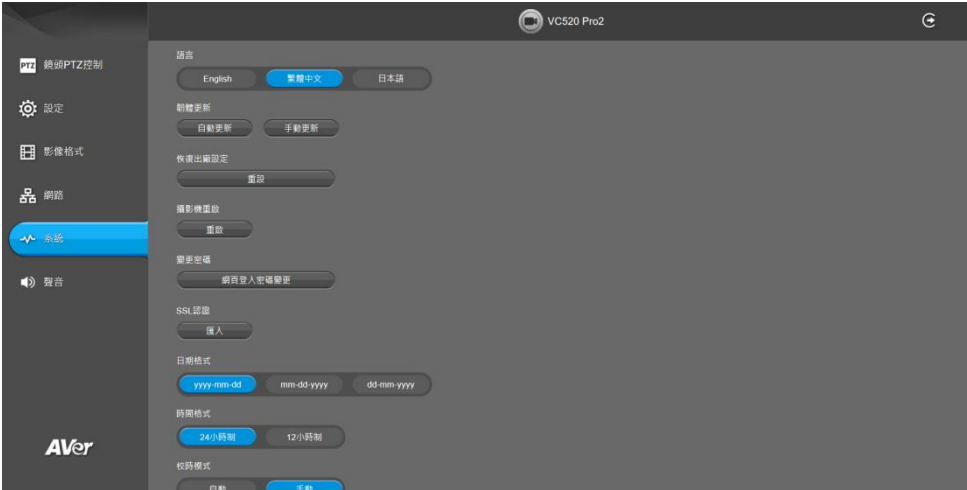 VC520 Pro2
PTZ 鏡頭PTZ控制
設定
影像格式
網路
系統
聲音
AVer
語言
English 繁體中文 日本語
韌體更新
自動更新 手動更新
恢復出廠設定
重設
攝影機重啟
重啟
變更密碼
網頁登入密碼變更
SSL認證
匯入
日期格式
yyyy-mm-dd mm-dd-yyyy dd-mm-yyyy
時間格式
24小時制 12小時制
校時模式
自動 手動